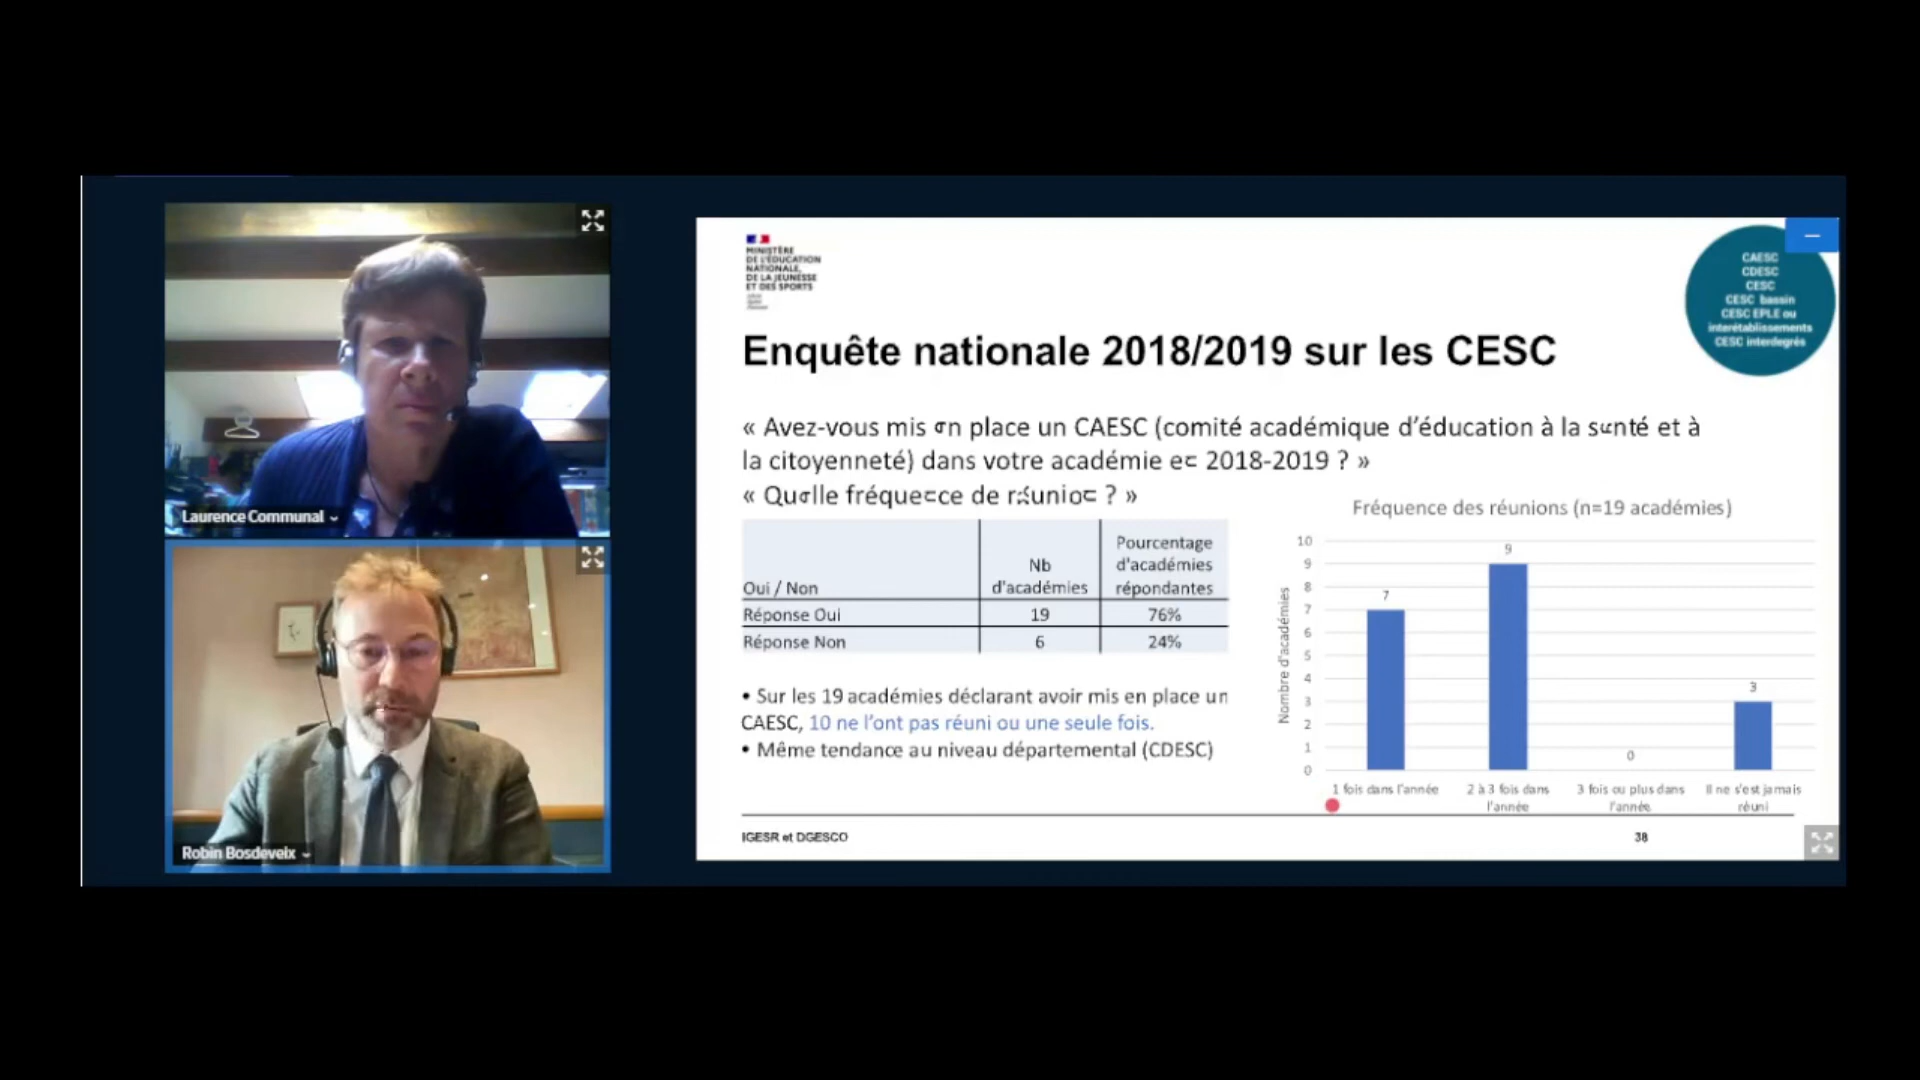 Laurence Communal
Robin Bosdeveix
MINISTÈRE
DE L'ÉDUCATION
NATIONALE,
DE LA JEUNESSE
ET DES SPORTS
CAESC
CDESC
CESC
CESC bassin
CESC EPLE ou
interétablissements
CESC interdegrés
Enquête nationale 2018/2019 sur les CESC
« Avez-vous mis en place un CAESC (comité académique d'éducation à la santé et à
la citoyenneté) dans votre académie en 2018-2019 ? »
« Quelle fréquence de réunion ? »
Oui / Non
Nb
d'académies
Pourcentage
d'académies
répondantes
Réponse Oui 19 76%
Réponse Non 6 24%
• Sur les 19 académies déclarant avoir mis en place un
CAESC, 10 ne l'ont pas réuni ou une seule fois.
• Même tendance au niveau départemental (CDESC)
Fréquence des réunions (n=19 académies)
Nombre d'académies
10
9
8
7
6
5
4
3
2
1
0
7
9
0
3
1 fois dans l'année
2 à 3 fois dans
l'année
3 fois ou plus dans
l'année
Il ne s'est jamais
réuni
IGESR et DGESCO
38